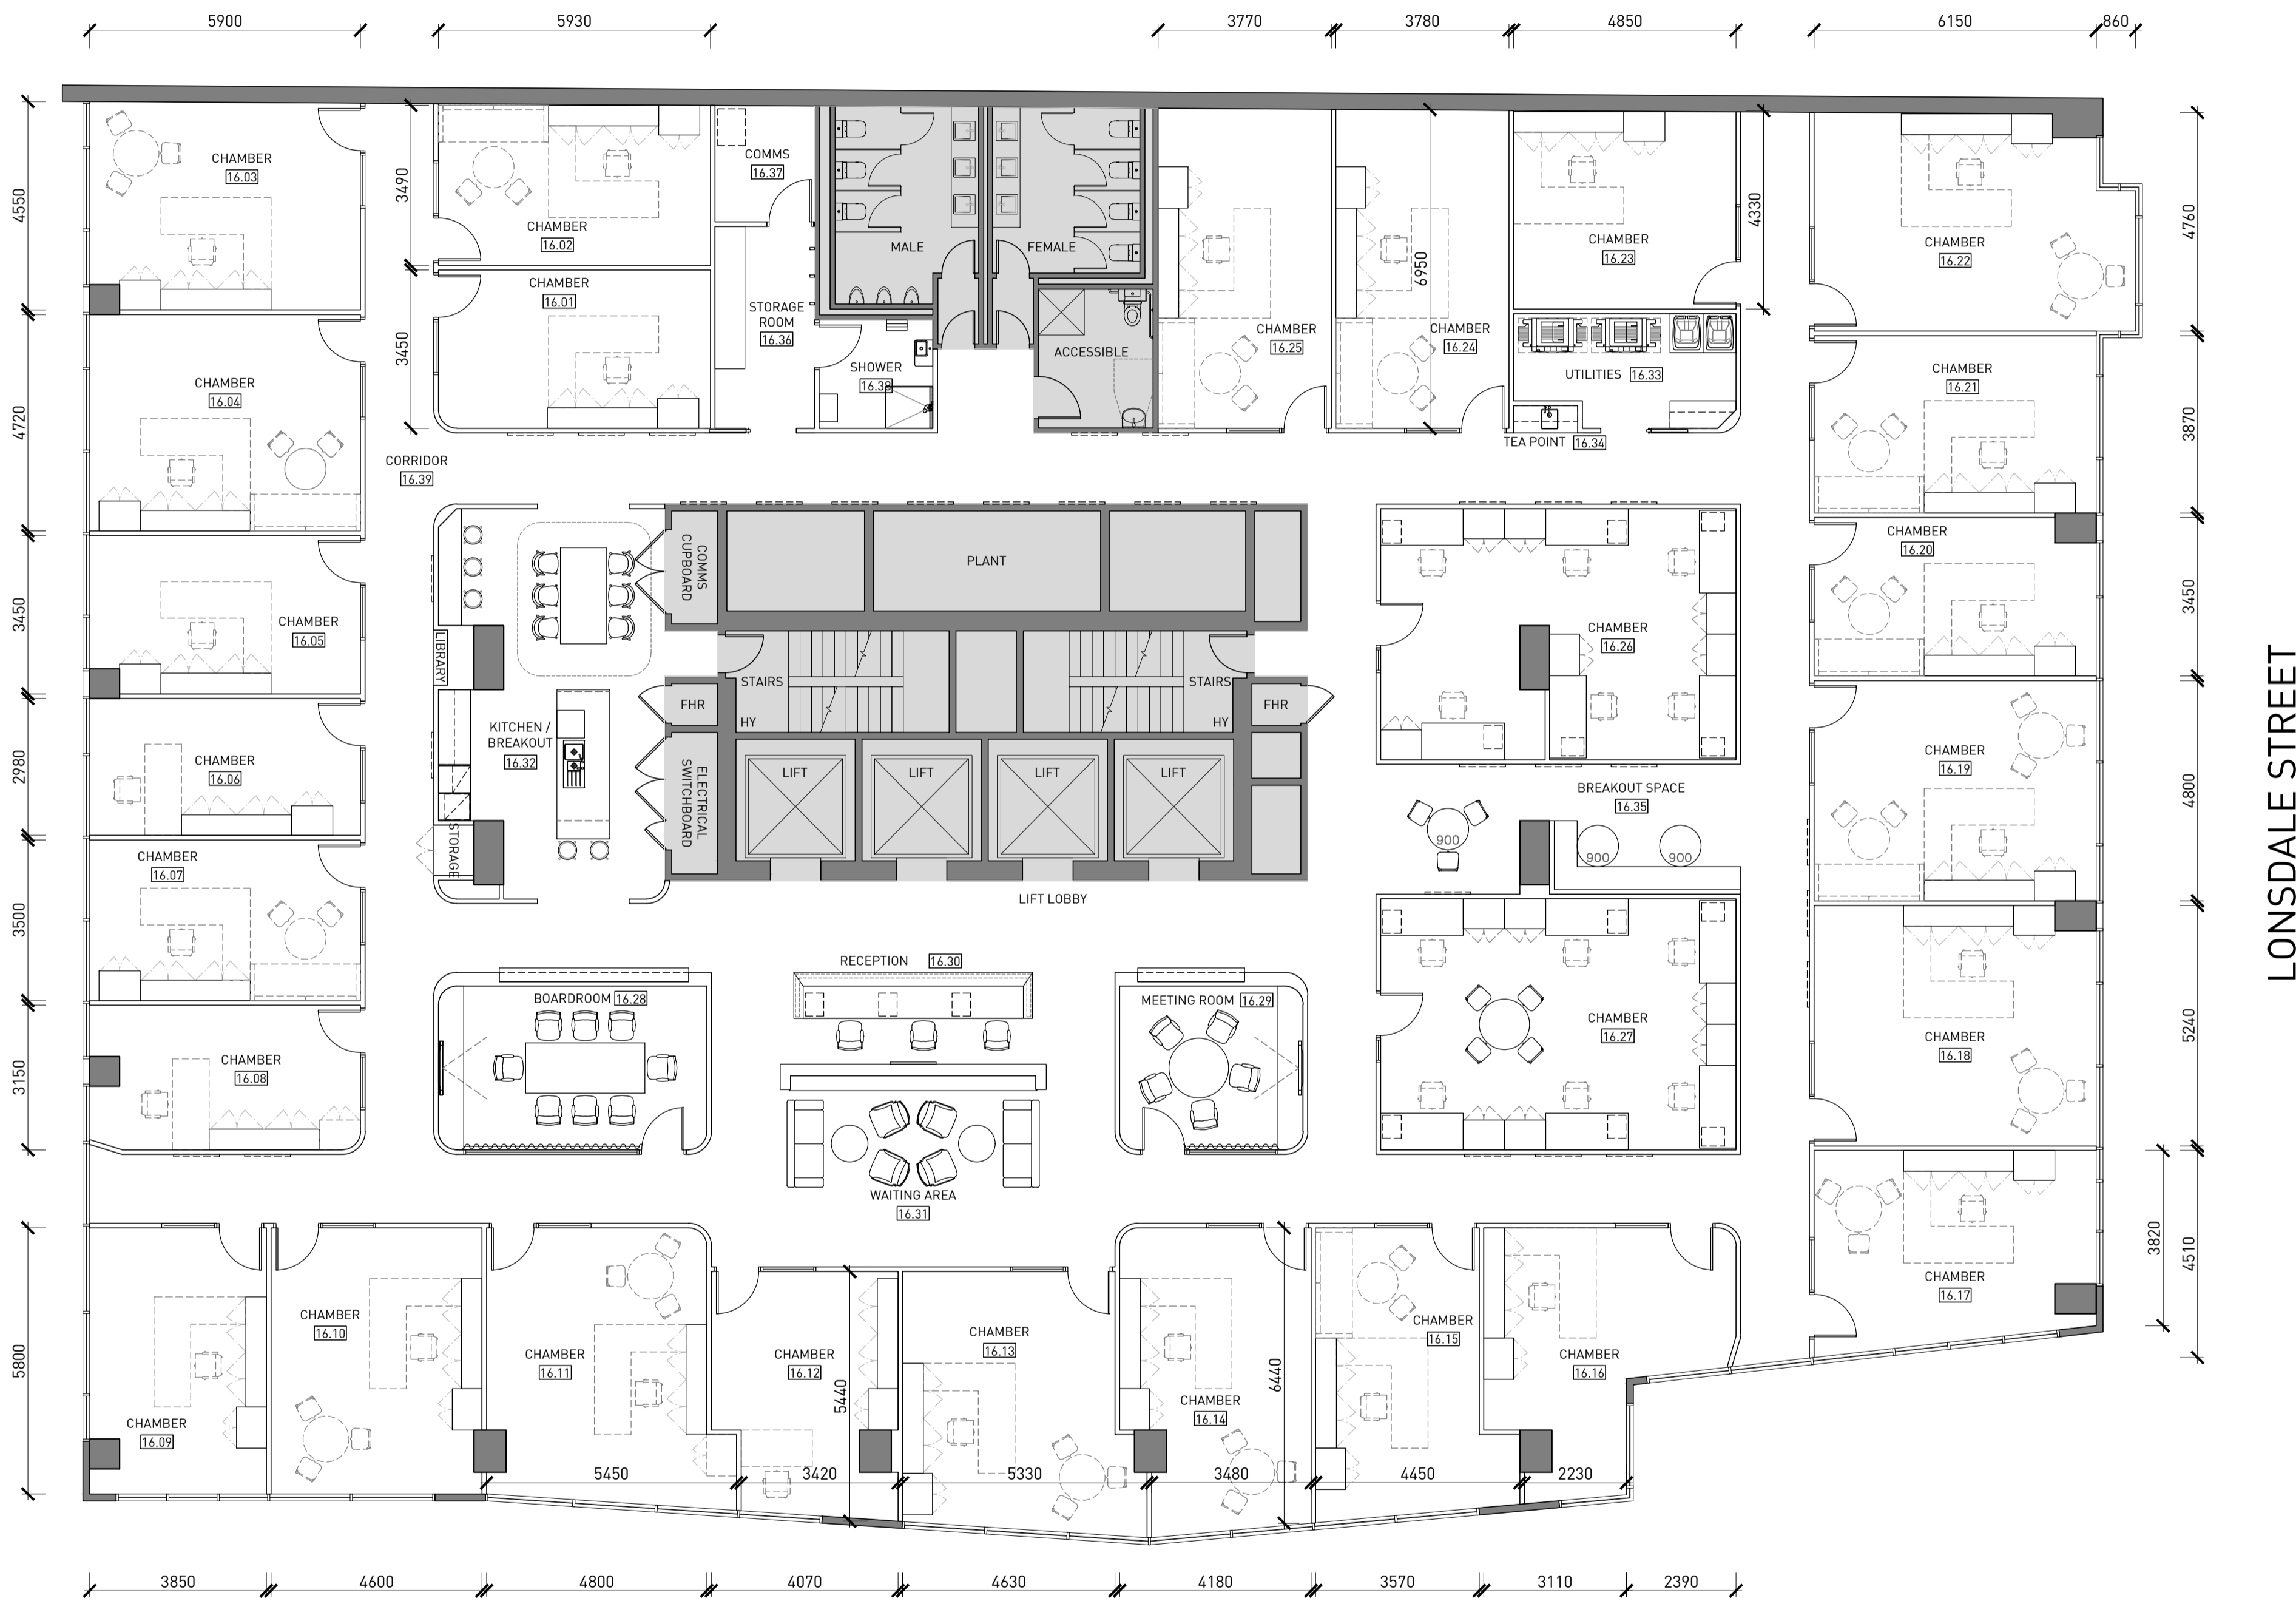 5900
5930
3770
3780
4850
6150
860
4550
4720
3450
2980
3500
3150
5800
3490
3450
CHAMBER
16.03
CHAMBER
16.02
CHAMBER
16.01
COMMS
16.37
STORAGE
ROOM
16.36
MALE
FEMALE
SHOWER
16.38
ACCESSIBLE
CHAMBER
16.25
6950
CHAMBER
16.24
CHAMBER
16.23
4330
UTILITIES 16.33
TEA POINT 16.34
CHAMBER
16.22
CHAMBER
16.21
CHAMBER
16.20
CHAMBER
16.19
CHAMBER
16.18
CHAMBER
16.17
4760
3870
3450
4800
5240
4510
3820
LONSDALE STREET
CHAMBER
16.04
CORRIDOR
16.39
CHAMBER
16.05
CHAMBER
16.06
CHAMBER
16.07
CHAMBER
16.08
LIBRARY
KITCHEN /
BREAKOUT
16.32
STORAGE
COMMS
CUPBOARD
PLANT
STAIRS
STAIRS
FHR
HY
HY
FHR
ELECTRICAL
SWITCHBOARD
LIFT
LIFT
LIFT
LIFT
LIFT LOBBY
CHAMBER
16.26
BREAKOUT SPACE
16.35
900
900
900
CHAMBER
16.27
BOARDROOM 16.28
RECEPTION 16.30
MEETING ROOM 16.29
WAITING AREA
16.31
CHAMBER
16.09
CHAMBER
16.10
CHAMBER
16.11
CHAMBER
16.12
5440
CHAMBER
16.13
CHAMBER
16.14
6440
CHAMBER
16.15
CHAMBER
16.16
5450
3420
5330
3480
4450
2230
3850
4600
4800
4070
4630
4180
3570
3110
2390